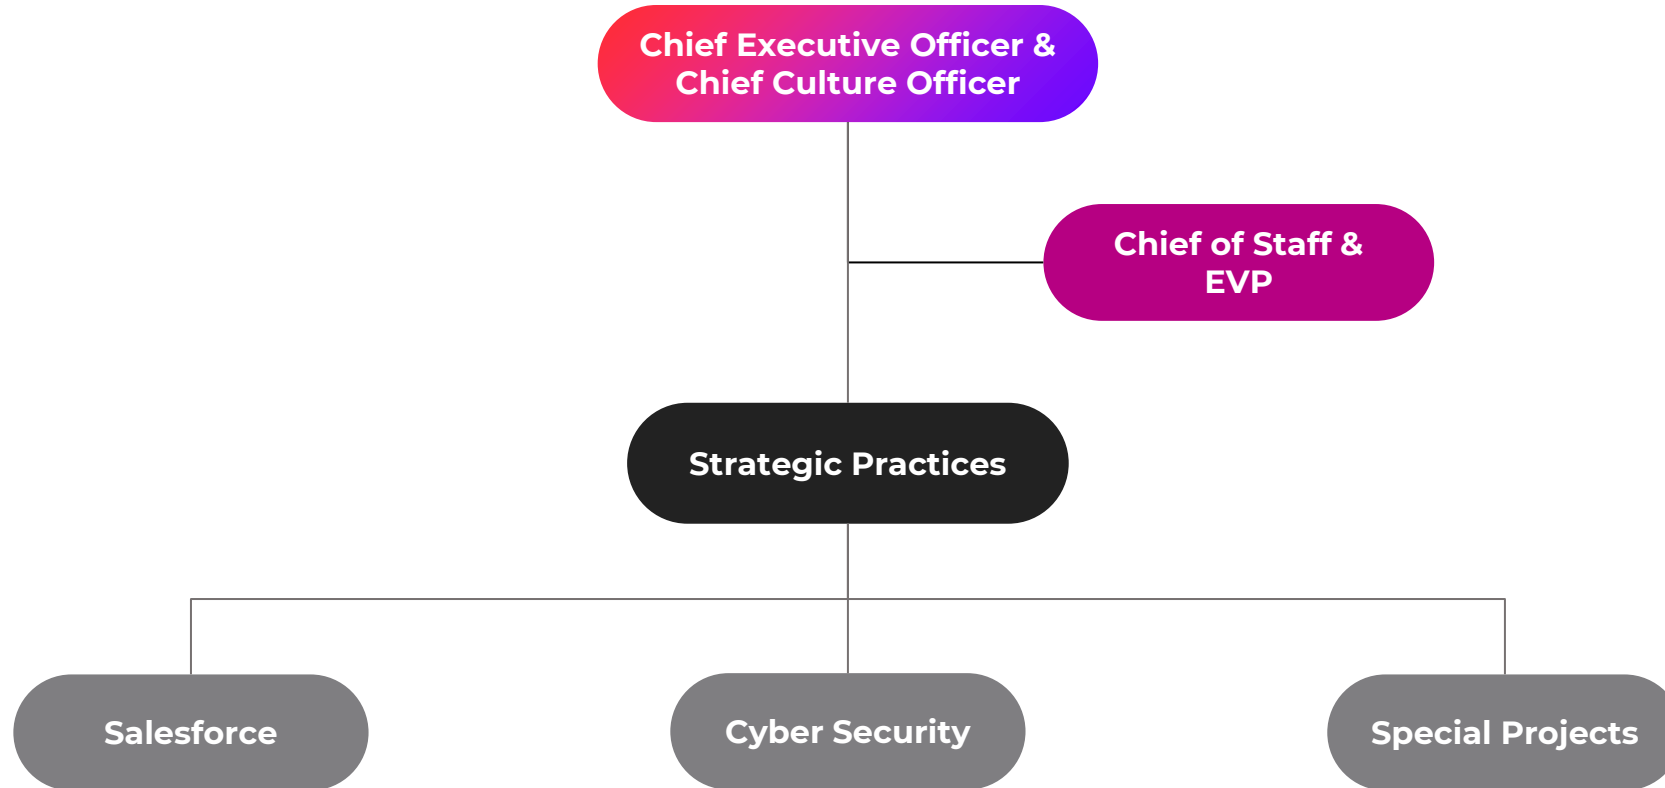 Chief Executive Officer &
Chief Culture Officer
Chief of Staff &
EVP
Strategic Practices
Salesforce
Cyber Security
Special Projects